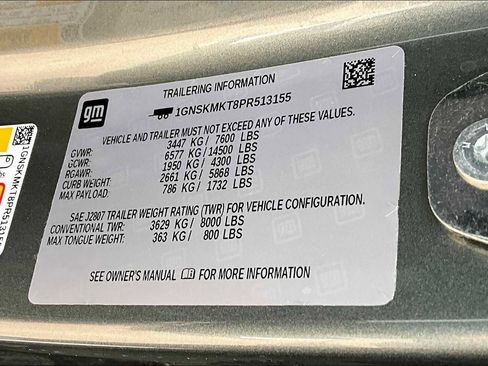 TRAILERING INFORMATION
gm
1GNSKMKT8PR513155
VEHICLE AND TRAILER MUST NOT EXCEED ANY OF THESE VALUES.
GVWR: 3447 KG / 7600 LBS
GCWR: 6577 KG / 14500 LBS
RGAWR: 1950 KG / 4300 LBS
CURB WEIGHT: 2661 KG / 5868 LBS
MAX PAYLOAD: 786 KG / 1732 LBS
SAE J2807 TRAILER WEIGHT RATING (TWR) FOR VEHICLE CONFIGURATION.
CONVENTIONAL TWR: 3629 KG / 8000 LBS
MAX TONGUE WEIGHT: 363 KG / 800 LBS
SEE OWNER'S MANUAL FOR MORE INFORMATION